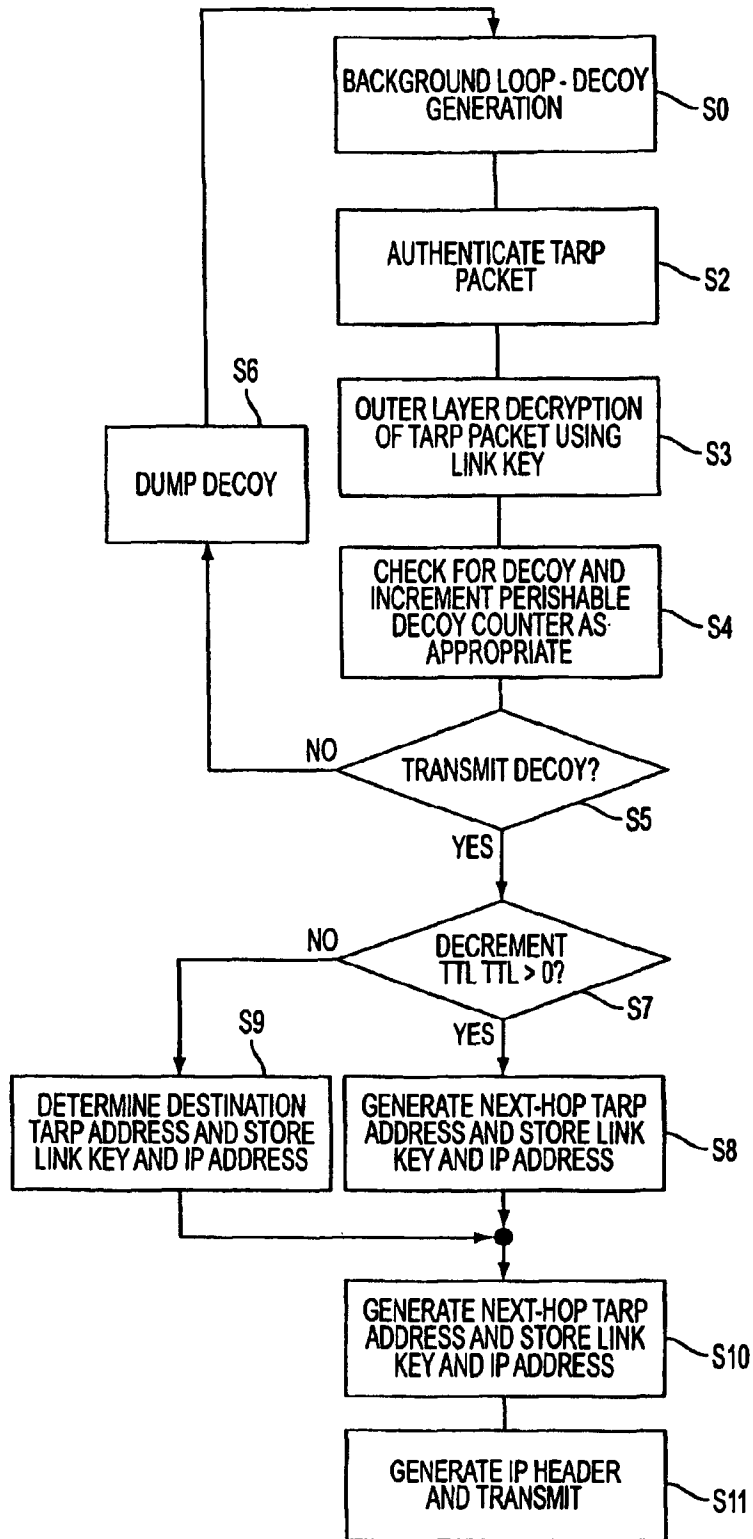 BACKGROUND LOOP - DECOY
GENERATION
S0
AUTHENTICATE TARP
PACKET
S2
S6
DUMP DECOY
OUTER LAYER DECRYPTION
OF TARP PACKET USING
LINK KEY
S3
CHECK FOR DECOY AND
INCREMENT PERISHABLE
DECOY COUNTER AS
APPROPRIATE
S4
NO
TRANSMIT DECOY?
S5
YES
NO
DECREMENT
TTL TTL > 0?
S7
YES
S9
DETERMINE DESTINATION
TARP ADDRESS AND STORE
LINK KEY AND IP ADDRESS
GENERATE NEXT-HOP TARP
ADDRESS AND STORE LINK
KEY AND IP ADDRESS
S8
GENERATE NEXT-HOP TARP
ADDRESS AND STORE LINK
KEY AND IP ADDRESS
S10
GENERATE IP HEADER
AND TRANSMIT
S11